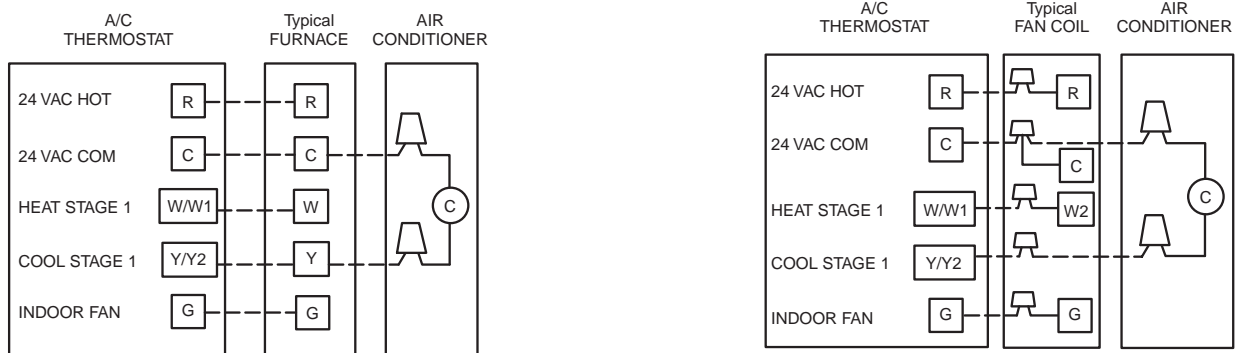 A/C
THERMOSTAT
Typical
FURNACE
AIR
CONDITIONER
24 VAC HOT
R
R
24 VAC COM
C
C
HEAT STAGE 1
W/W1
W
C
COOL STAGE 1
Y/Y2
Y
INDOOR FAN
G
G
A/C
THERMOSTAT
Typical
FAN COIL
AIR
CONDITIONER
24 VAC HOT
R
R
24 VAC COM
C
C
HEAT STAGE 1
W/W1
W2
C
COOL STAGE 1
Y/Y2
INDOOR FAN
G
G